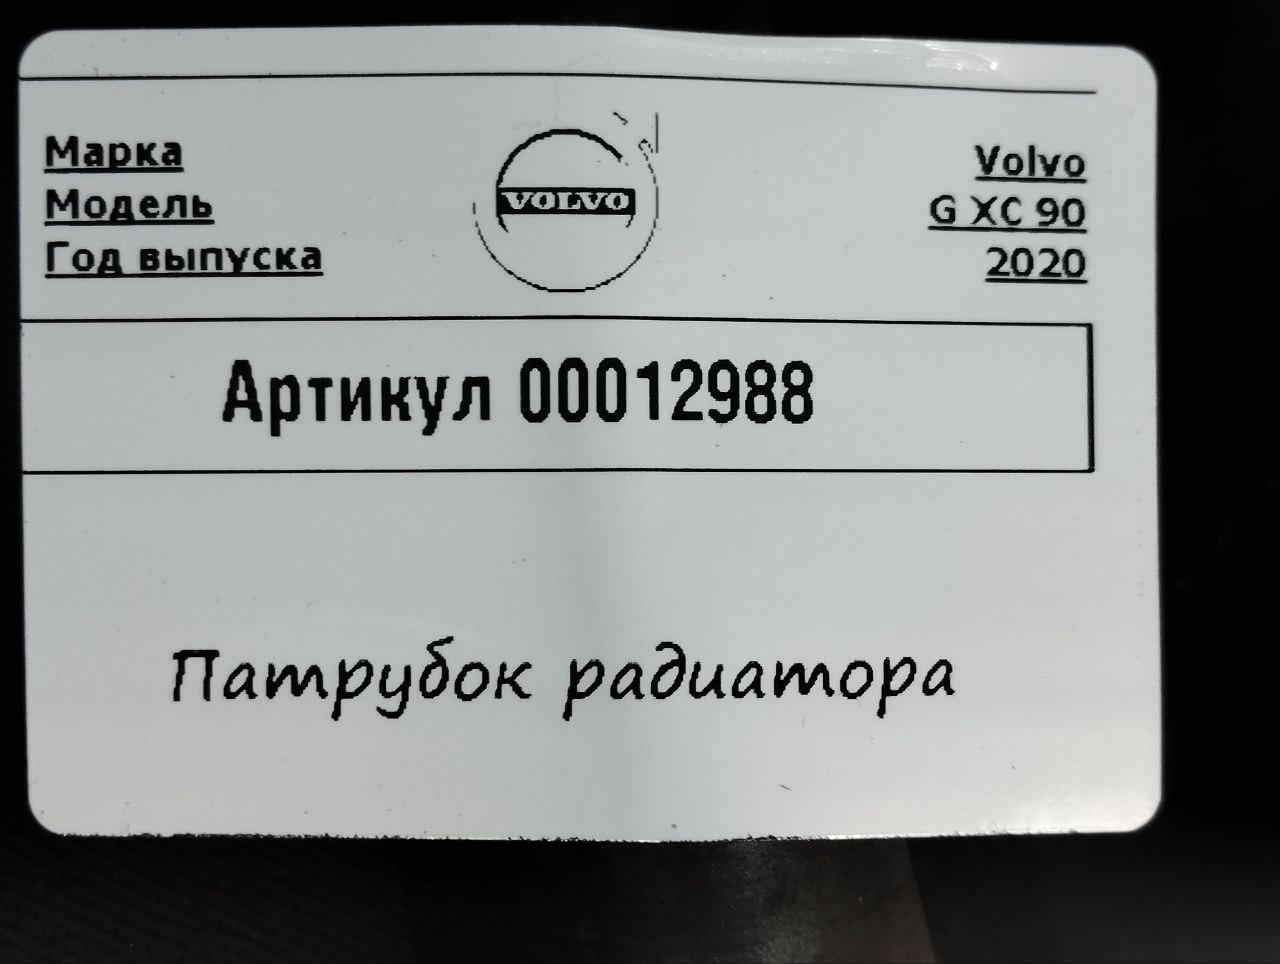 Марка
Модель
Год выпуска
VOLVO
Volvo
G XC 90
2020
Артикул 00012988
Патрубок радиатора